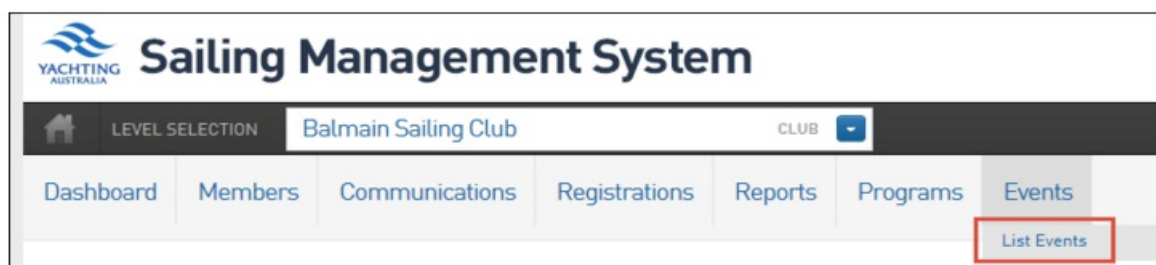 YACHTING
AUSTRALIA
Sailing Management System
LEVEL SELECTION Balmain Sailing Club CLUB
Dashboard Members Communications Registrations Reports Programs Events
List Events